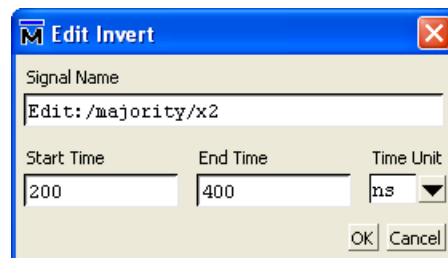 Edit Invert
Signal Name
Edit:/majority/x2
Start Time End Time Time Unit
200 400 ns
OK Cancel